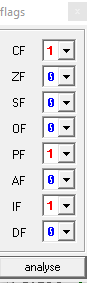 flags
CF 1
ZF 0
SF 0
OF 0
PF 1
AF 0
IF 1
DF 0
analyse